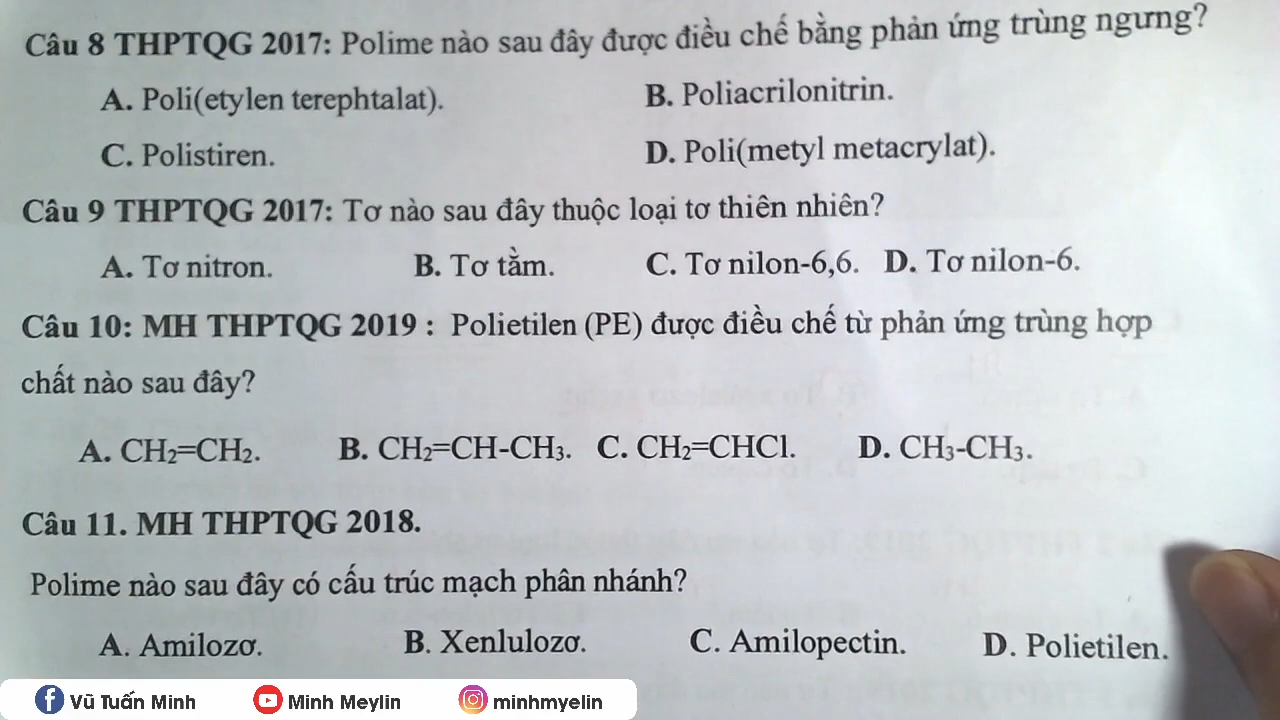 Câu 8 THPTQG 2017: Polime nào sau đây được điều chế bằng phản ứng trùng ngưng?
A. Poli(etylen terephtalat). B. Poliacrilonitrin.
C. Polistiren. D. Poli(metyl metacrylat).
Câu 9 THPTQG 2017: Tơ nào sau đây thuộc loại tơ thiên nhiên?
A. Tơ nitron. B. Tơ tằm. C. Tơ nilon-6,6. D. Tơ nilon-6.
Câu 10: MH THPTQG 2019 : Polietilen (PE) được điều chế từ phản ứng trùng hợp
chất nào sau đây?
A. CH₂=CH₂. B. CH₂=CH-CH₃. C. CH₂=CHCl. D. CH₃-CH₃.
Câu 11. MH THPTQG 2018.
Polime nào sau đây có cấu trúc mạch phân nhánh?
A. Amilozơ. B. Xenlulozơ. C. Amilopectin. D. Polietilen.
Vũ Tuấn Minh Minh Meylin minhmyelin